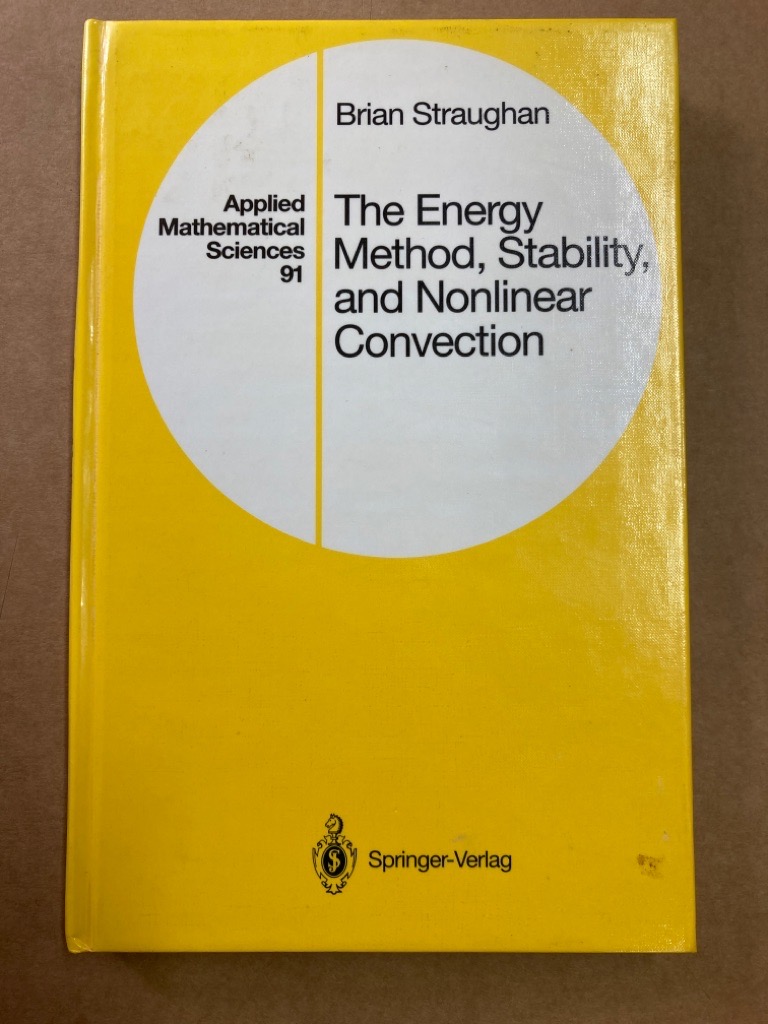 Brian Straughan
Applied
Mathematical
Sciences
91
The Energy
Method, Stability,
and Nonlinear
Convection
Springer-Verlag